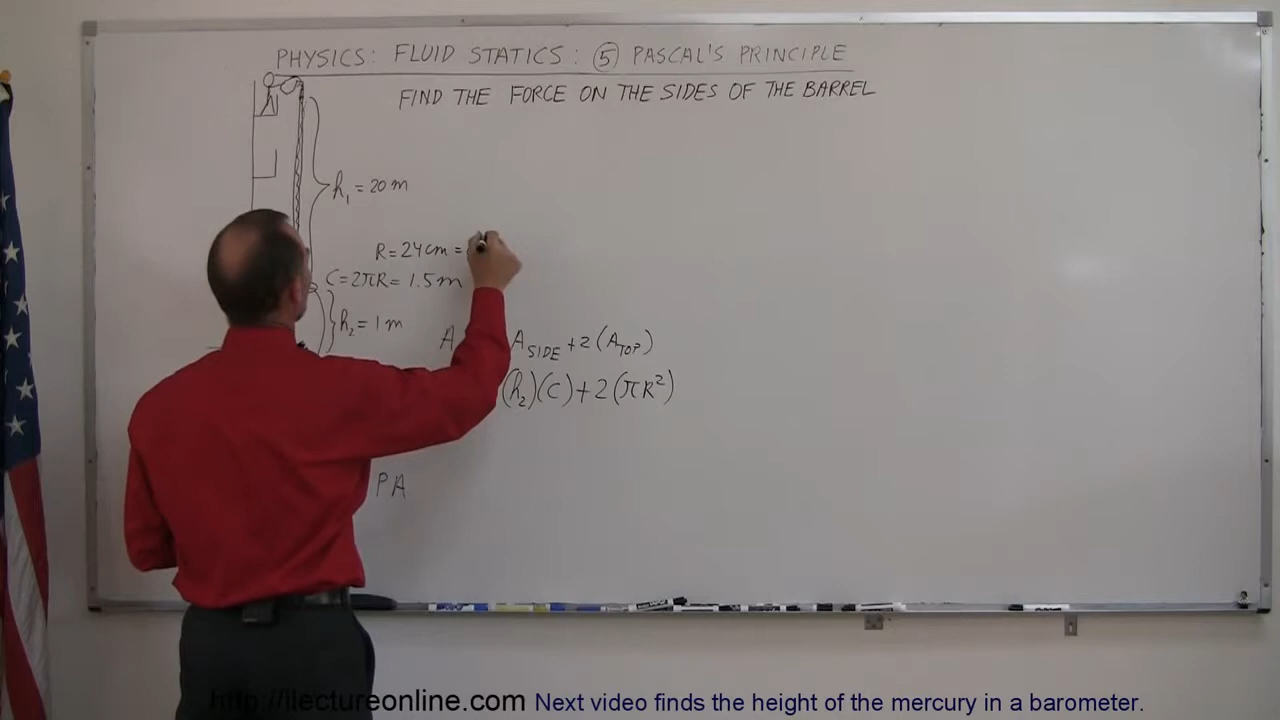 PHYSICS: FLUID STATICS: ⑤ PASCAL'S PRINCIPLE
FIND THE FORCE ON THE SIDES OF THE BARREL
h₁ = 20 m
R = 24 cm =
C = 2πR = 1.5 m
h₂ = 1 m
A A_SIDE + 2 (A_TOP)
(h₂)(C) + 2 (πR²)
PA
http://ilectureonline.com Next video finds the height of the mercury in a barometer.